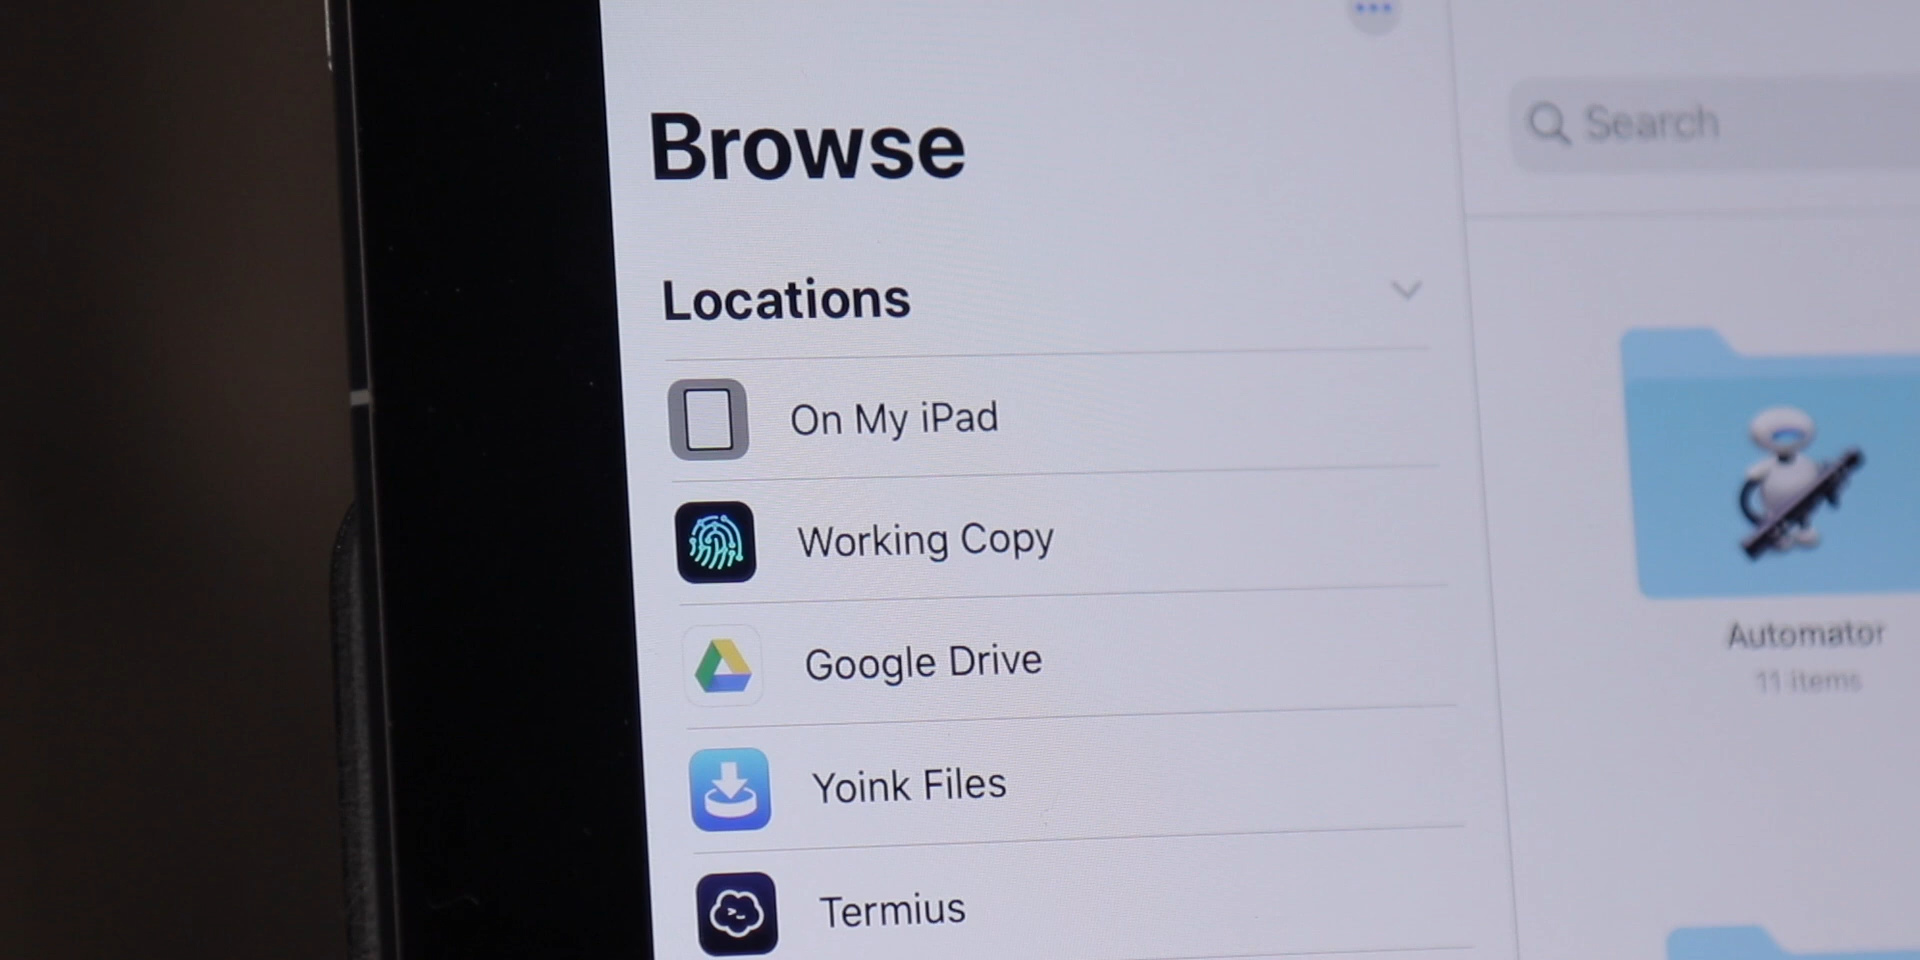 Browse
Locations
On My iPad
Working Copy
Google Drive
Yoink Files
Termius
Search
Automator
11 items